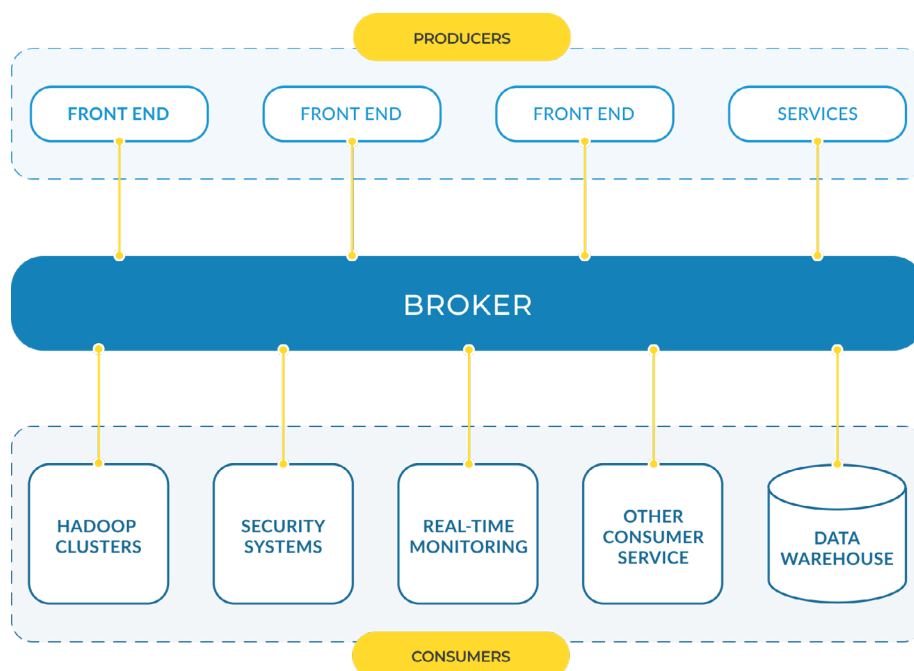 PRODUCERS
FRONT END
FRONT END
FRONT END
SERVICES
BROKER
HADOOP
CLUSTERS
SECURITY
SYSTEMS
REAL-TIME
MONITORING
OTHER
CONSUMER
SERVICE
DATA
WAREHOUSE
CONSUMERS